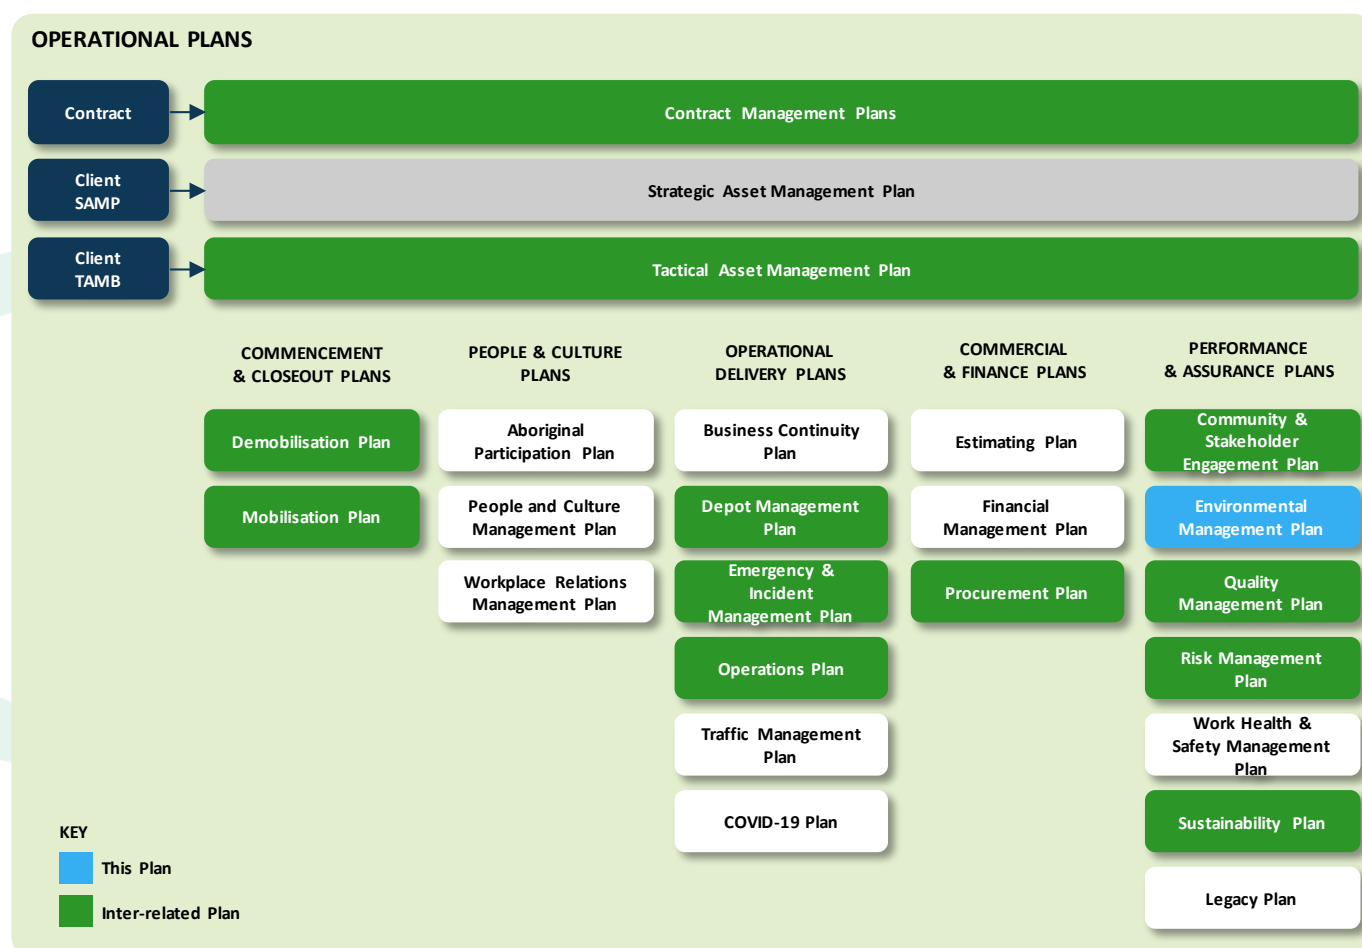 OPERATIONAL PLANS
Contract
Contract Management Plans
Client
SAMP
Strategic Asset Management Plan
Client
TAMB
Tactical Asset Management Plan
COMMENCEMENT
& CLOSEOUT PLANS
Demobilisation Plan
Mobilisation Plan
PEOPLE & CULTURE
PLANS
Aboriginal
Participation Plan
People and Culture
Management Plan
Workplace Relations
Management Plan
OPERATIONAL
DELIVERY PLANS
Business Continuity
Plan
Depot Management
Plan
Emergency &
Incident
Management Plan
Operations Plan
Traffic Management
Plan
COVID-19 Plan
COMMERCIAL
& FINANCE PLANS
Estimating Plan
Financial
Management Plan
Procurement Plan
PERFORMANCE
& ASSURANCE PLANS
Community &
Stakeholder
Engagement Plan
Environmental
Management Plan
Quality
Management Plan
Risk Management
Plan
Work Health &
Safety Management
Plan
Sustainability Plan
Legacy Plan
KEY
This Plan
Inter-related Plan